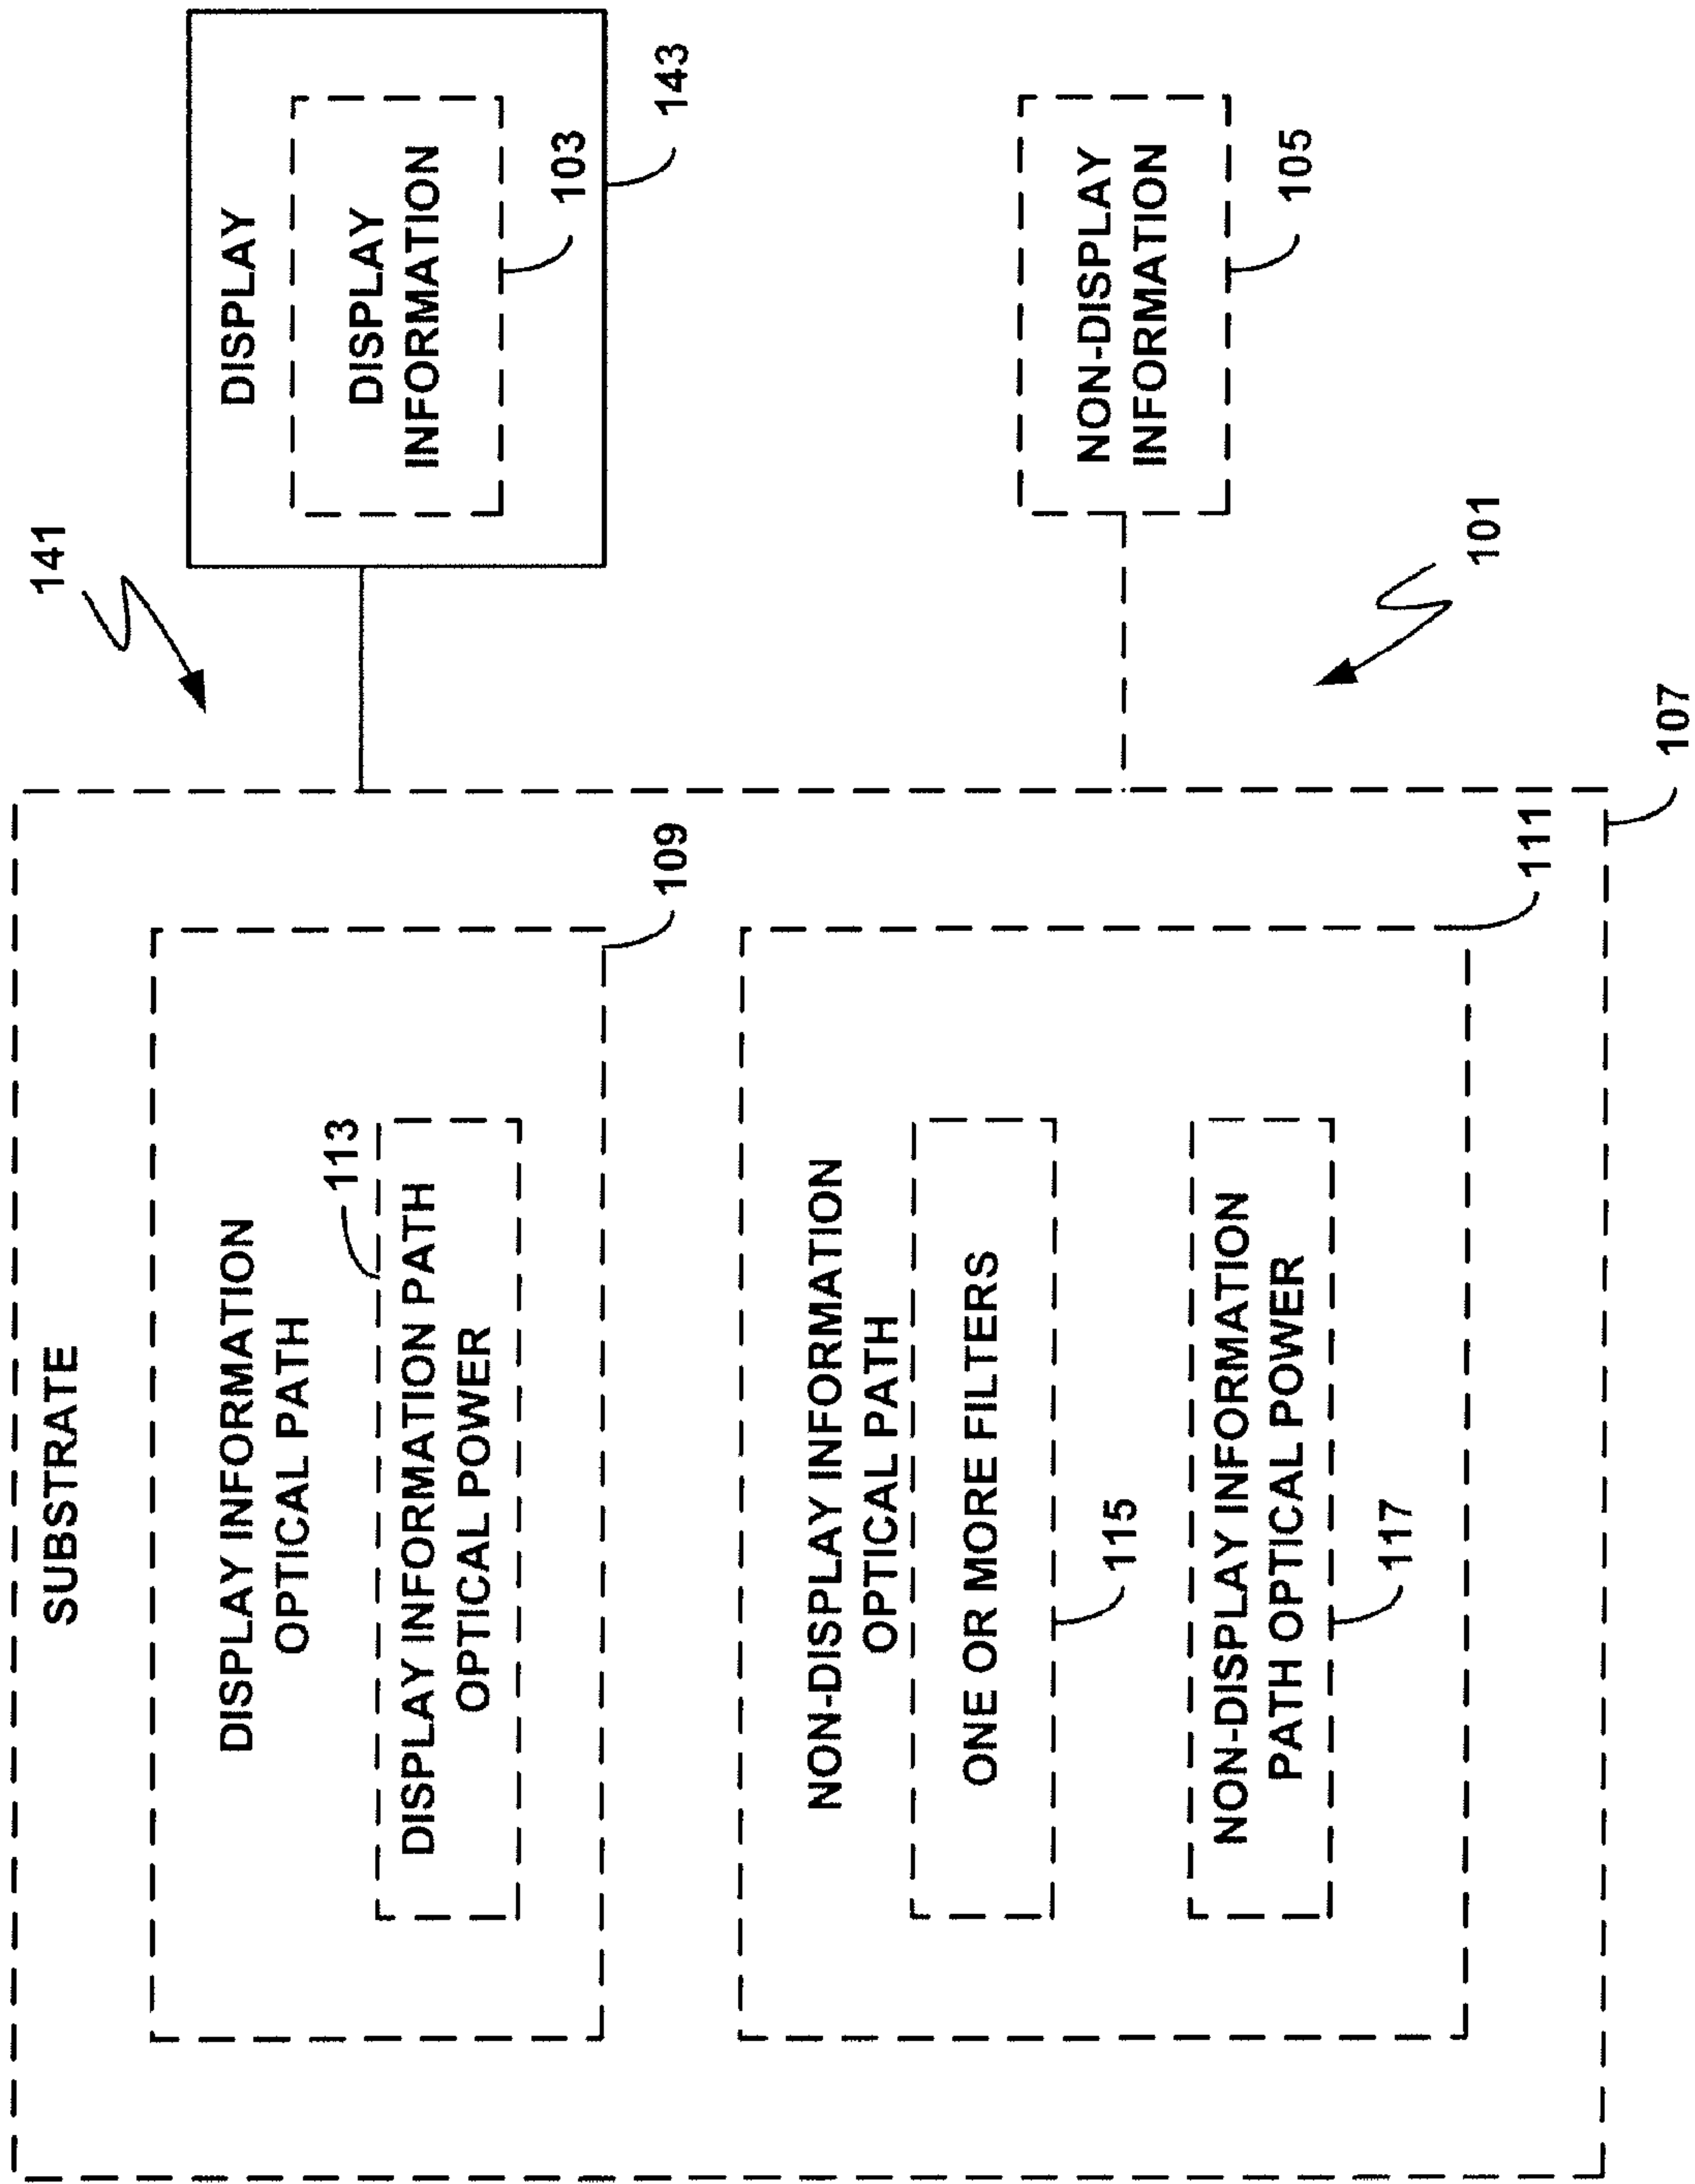 SUBSTRATE
DISPLAY INFORMATION
OPTICAL PATH
113
DISPLAY INFORMATION PATH
OPTICAL POWER
109
NON-DISPLAY INFORMATION
OPTICAL PATH
ONE OR MORE FILTERS
115
NON-DISPLAY INFORMATION
PATH OPTICAL POWER
117
111
107
141
DISPLAY
DISPLAY
INFORMATION
103
143
NON-DISPLAY
INFORMATION
105
101